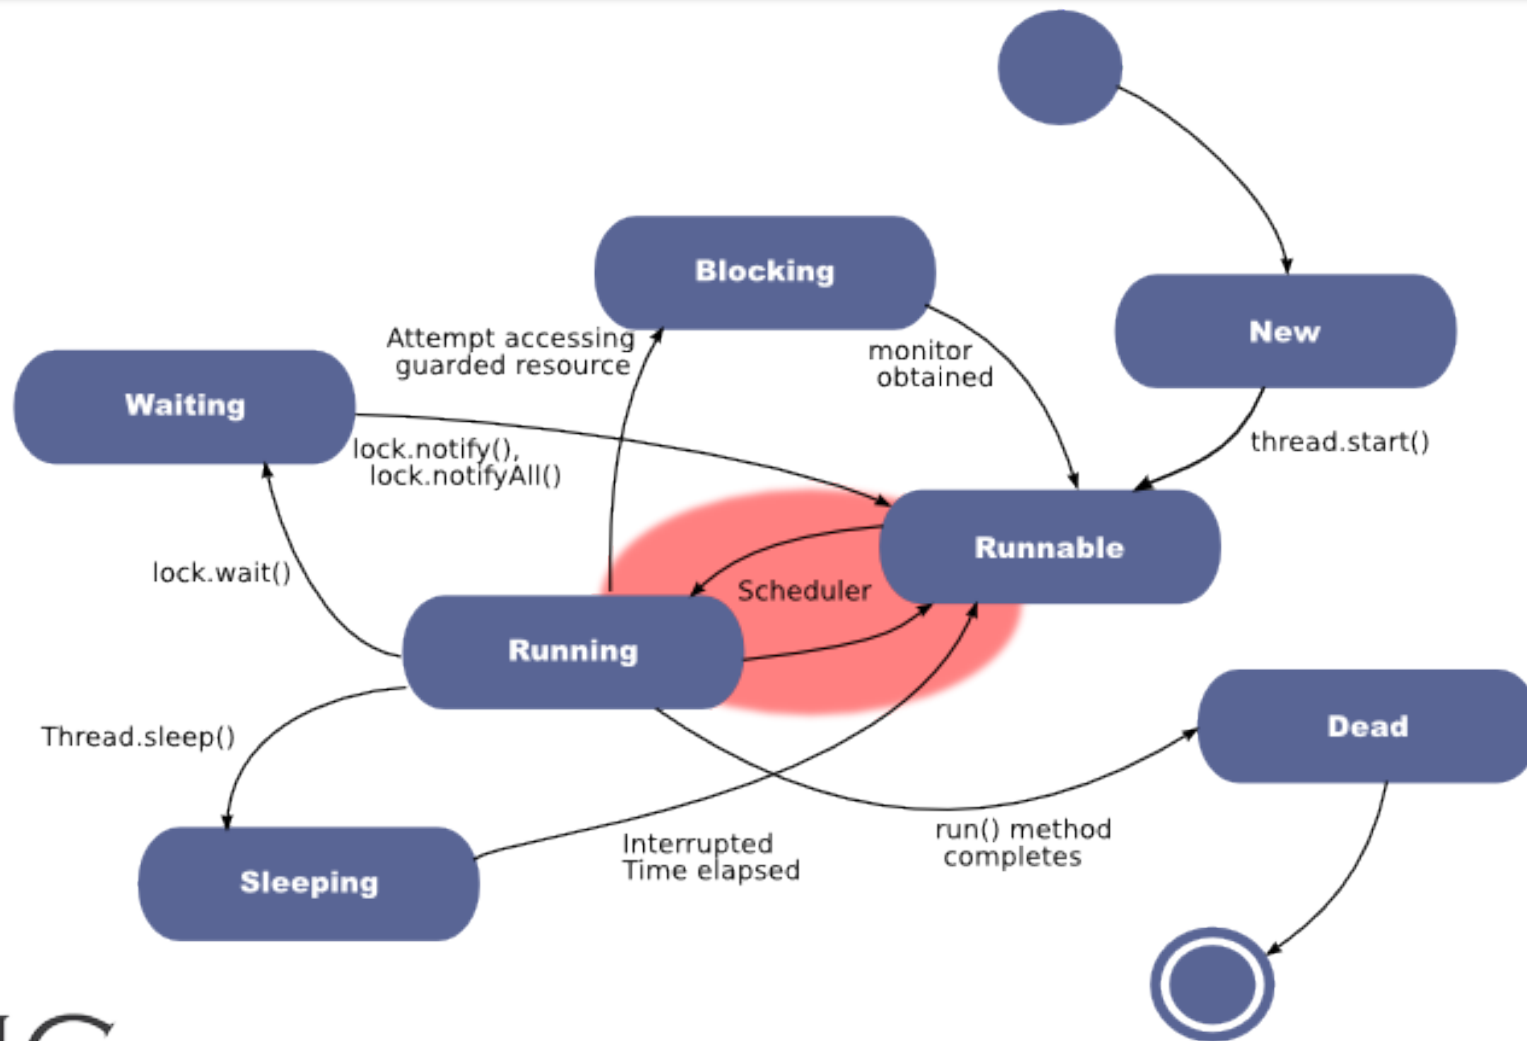 Blocking
New
Attempt accessing
guarded resource
monitor
obtained
Waiting
lock.notify(),
lock.notifyAll()
thread.start()
Runnable
lock.wait()
Scheduler
Running
Thread.sleep()
Dead
Interrupted
Time elapsed
run() method
completes
Sleeping